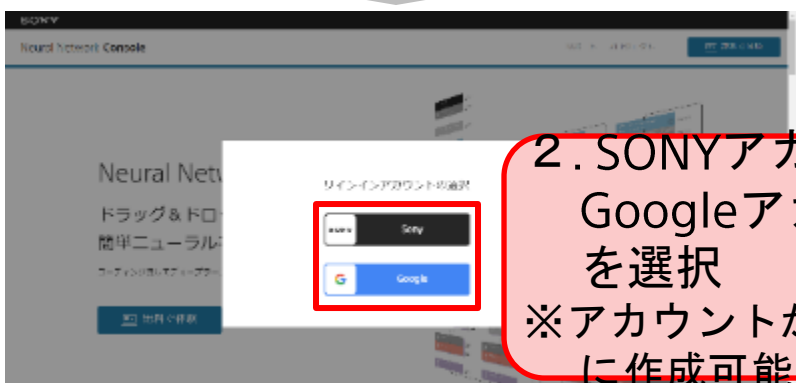 SONY
Neural Network Console
Neural Netw
ドラッグ＆ドロ
簡単ニューラルネ
サインインアカウントの選択
SONY Sony
G Google
２．SONYアカ
Googleアカ
を選択
※アカウントが
に作成可能